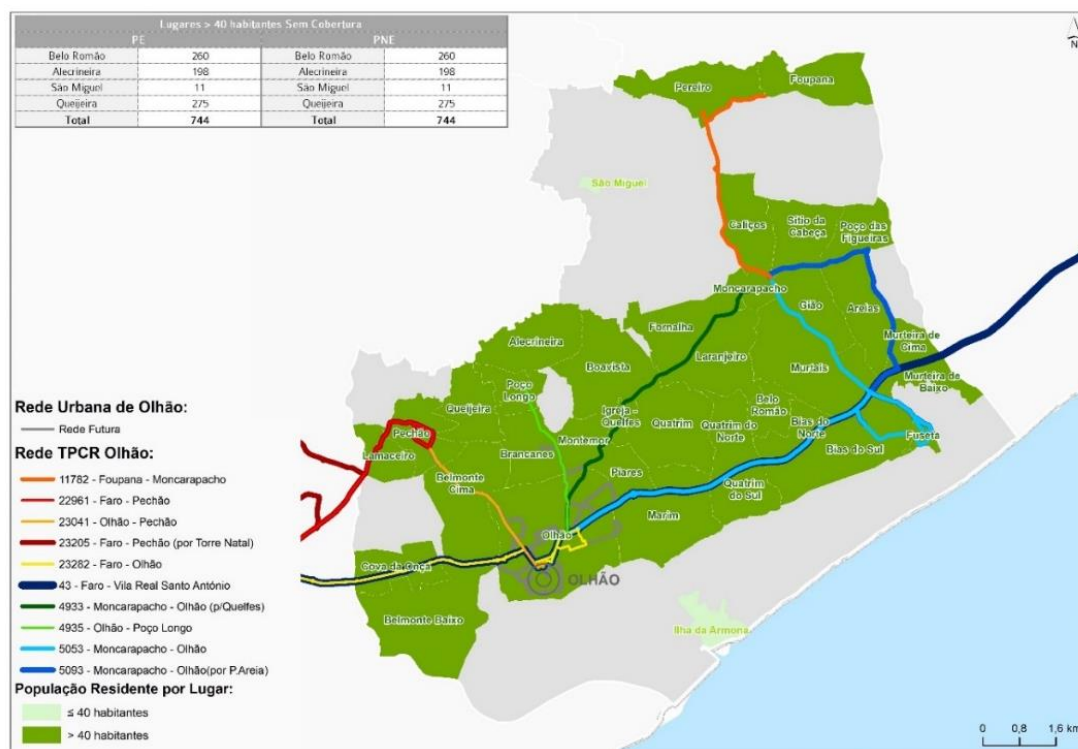 Lugares > 40 habitantes Sem Cobertura
PE PNE
Belo Romão 260 Belo Romão 260
Alecrineira 198 Alecrineira 198
São Miguel 11 São Miguel 11
Queijeira 275 Queijeira 275
Total 744 Total 744
N
Pereiro
Foupana
São Miguel
Caliços
Sítio da Cabeça
Poço das Figueiras
Moncarapacho
Gião
Areias
Fornalha
Murteira de Cima
Alecrineira
Boavista
Laranjeiro
Murtais
Murteira de Baixo
Poço Longo
Queijeira
Igreja - Quelfes
Belo Romão
Pechão
Quatrim
Quatrim do Norte
Bias do Norte
Fuseta
Lamaceiro
Brancanes
Montemor
Bias do Sul
Belmonte Cima
Piares
Quatrim do Sul
Marim
Olhão
Cova da Onça
OLHÃO
Belmonte Baixo
Ilha da Armona
Rede Urbana de Olhão:
Rede Futura
Rede TPCR Olhão:
11782 - Foupana - Moncarapacho
22961 - Faro - Pechão
23041 - Olhão - Pechão
23205 - Faro - Pechão (por Torre Natal)
23282 - Faro - Olhão
43 - Faro - Vila Real Santo António
4933 - Moncarapacho - Olhão (p/Quelfes)
4935 - Olhão - Poço Longo
5053 - Moncarapacho - Olhão
5093 - Moncarapacho - Olhão(por P.Areia)
População Residente por Lugar:
≤ 40 habitantes
> 40 habitantes
0 0,8 1,6 km